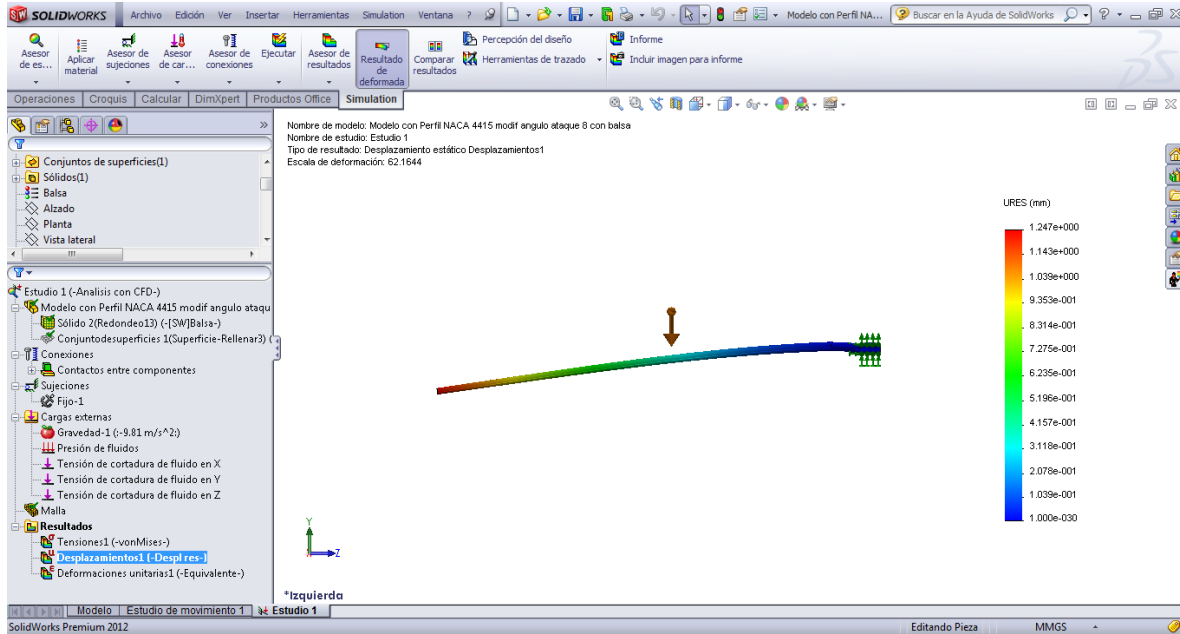 SOLIDWORKS Archivo Edición Ver Insertar Herramientas Simulation Ventana ? Modelo con Perfil NA... Buscar en la Ayuda de SolidWorks
Asesor de es...
Aplicar material
Asesor de sujeciones
Asesor de car...
Asesor de conexiones
Ejecutar
Asesor de resultados
Resultado de deformada
Comparar resultados
Percepción del diseño
Herramientas de trazado
Informe
Incluir imagen para informe
Operaciones Croquis Calcular DimXpert Productos Office Simulation
Conjuntos de superficies(1)
Sólidos(1)
Balsa
Alzado
Planta
Vista lateral
Estudio 1 (-Analisis con CFD-)
Modelo con Perfil NACA 4415 modif angulo ataqu
Sólido 2(Redondeo13) (-[SW]Balsa-)
Conjuntodesuperficies 1(Superficie-Rellenar3) (
Conexiones
Contactos entre componentes
Sujeciones
Fijo-1
Cargas externas
Gravedad-1 (:-9.81 m/s^2:)
Presión de fluidos
Tensión de cortadura de fluido en X
Tensión de cortadura de fluido en Y
Tensión de cortadura de fluido en Z
Malla
Resultados
Tensiones1 (-vonMises-)
Desplazamientos1 (-Despl res-)
Deformaciones unitarias1 (-Equivalente-)
Nombre de modelo: Modelo con Perfil NACA 4415 modif angulo ataque 8 con balsa
Nombre de estudio: Estudio 1
Tipo de resultado: Desplazamiento estático Desplazamientos1
Escala de deformación: 62.1644
URES (mm)
1.247e+000
1.143e+000
1.039e+000
9.353e-001
8.314e-001
7.275e-001
6.235e-001
5.196e-001
4.157e-001
3.118e-001
2.078e-001
1.039e-001
1.000e-030
Y
Z
*Izquierda
Modelo Estudio de movimiento 1 Estudio 1
SolidWorks Premium 2012 Editando Pieza MMGS